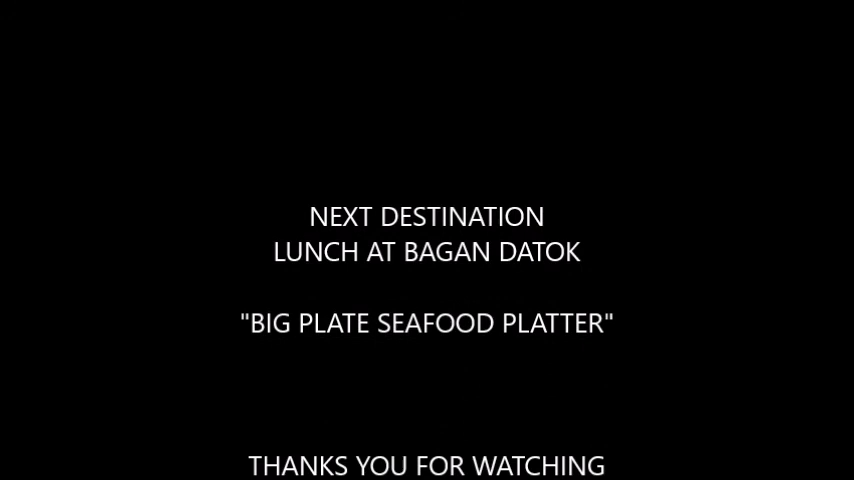 NEXT DESTINATION
LUNCH AT BAGAN DATOK
"BIG PLATE SEAFOOD PLATTER"
THANKS YOU FOR WATCHING